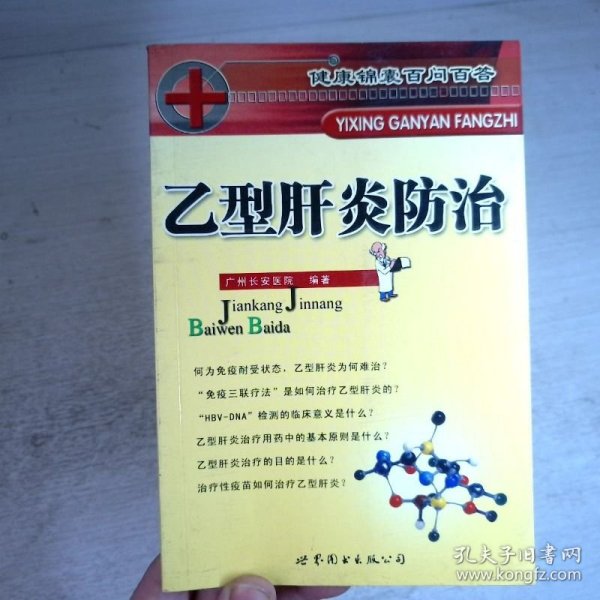 健康锦囊百问百答
YIXING GANYAN FANGZHI
乙型肝炎防治
广州长安医院 编著
Jiankang Jinnang
Baiwen Baida
何为免疫耐受状态，乙型肝炎为何难治？
“免疫三联疗法”是如何治疗乙型肝炎的？
“HBV-DNA”检测的临床意义是什么？
乙型肝炎治疗用药中的基本原则是什么？
乙型肝炎治疗的目的是什么？
治疗性疫苗如何治疗乙型肝炎？
世界图书出版公司
孔夫子旧书网
www.kongfz.com